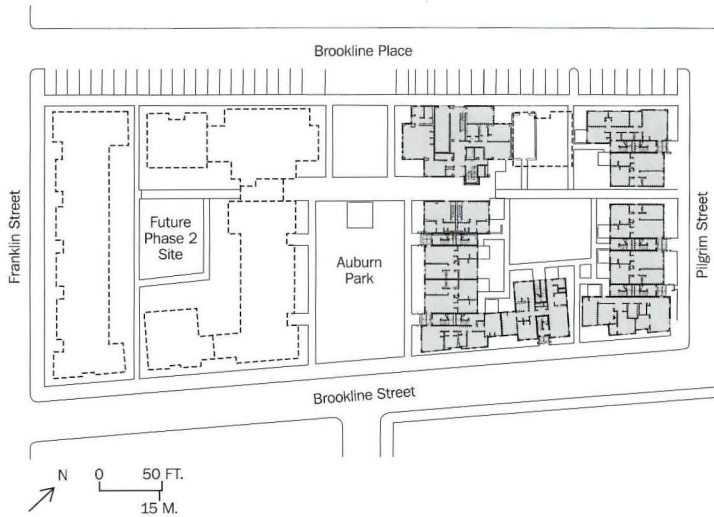 Brookline Place
Franklin Street
Future
Phase 2
Site
Auburn
Park
Pilgrim Street
Brookline Street
N
0
50 FT.
15 M.